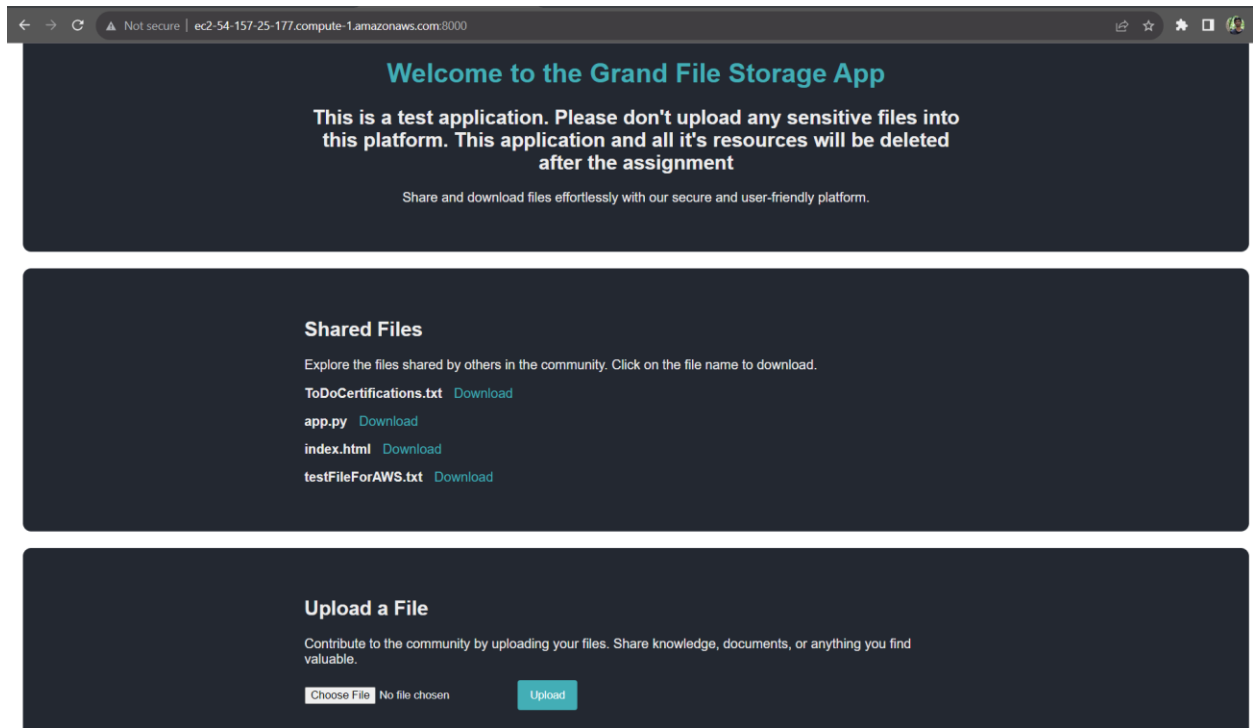 Not secure | ec2-54-157-25-177.compute-1.amazonaws.com:8000
Welcome to the Grand File Storage App
This is a test application. Please don't upload any sensitive files into
this platform. This application and all it's resources will be deleted
after the assignment
Share and download files effortlessly with our secure and user-friendly platform.
Shared Files
Explore the files shared by others in the community. Click on the file name to download.
ToDoCertifications.txt Download
app.py Download
index.html Download
testFileForAWS.txt Download
Upload a File
Contribute to the community by uploading your files. Share knowledge, documents, or anything you find
valuable.
Choose File No file chosen Upload